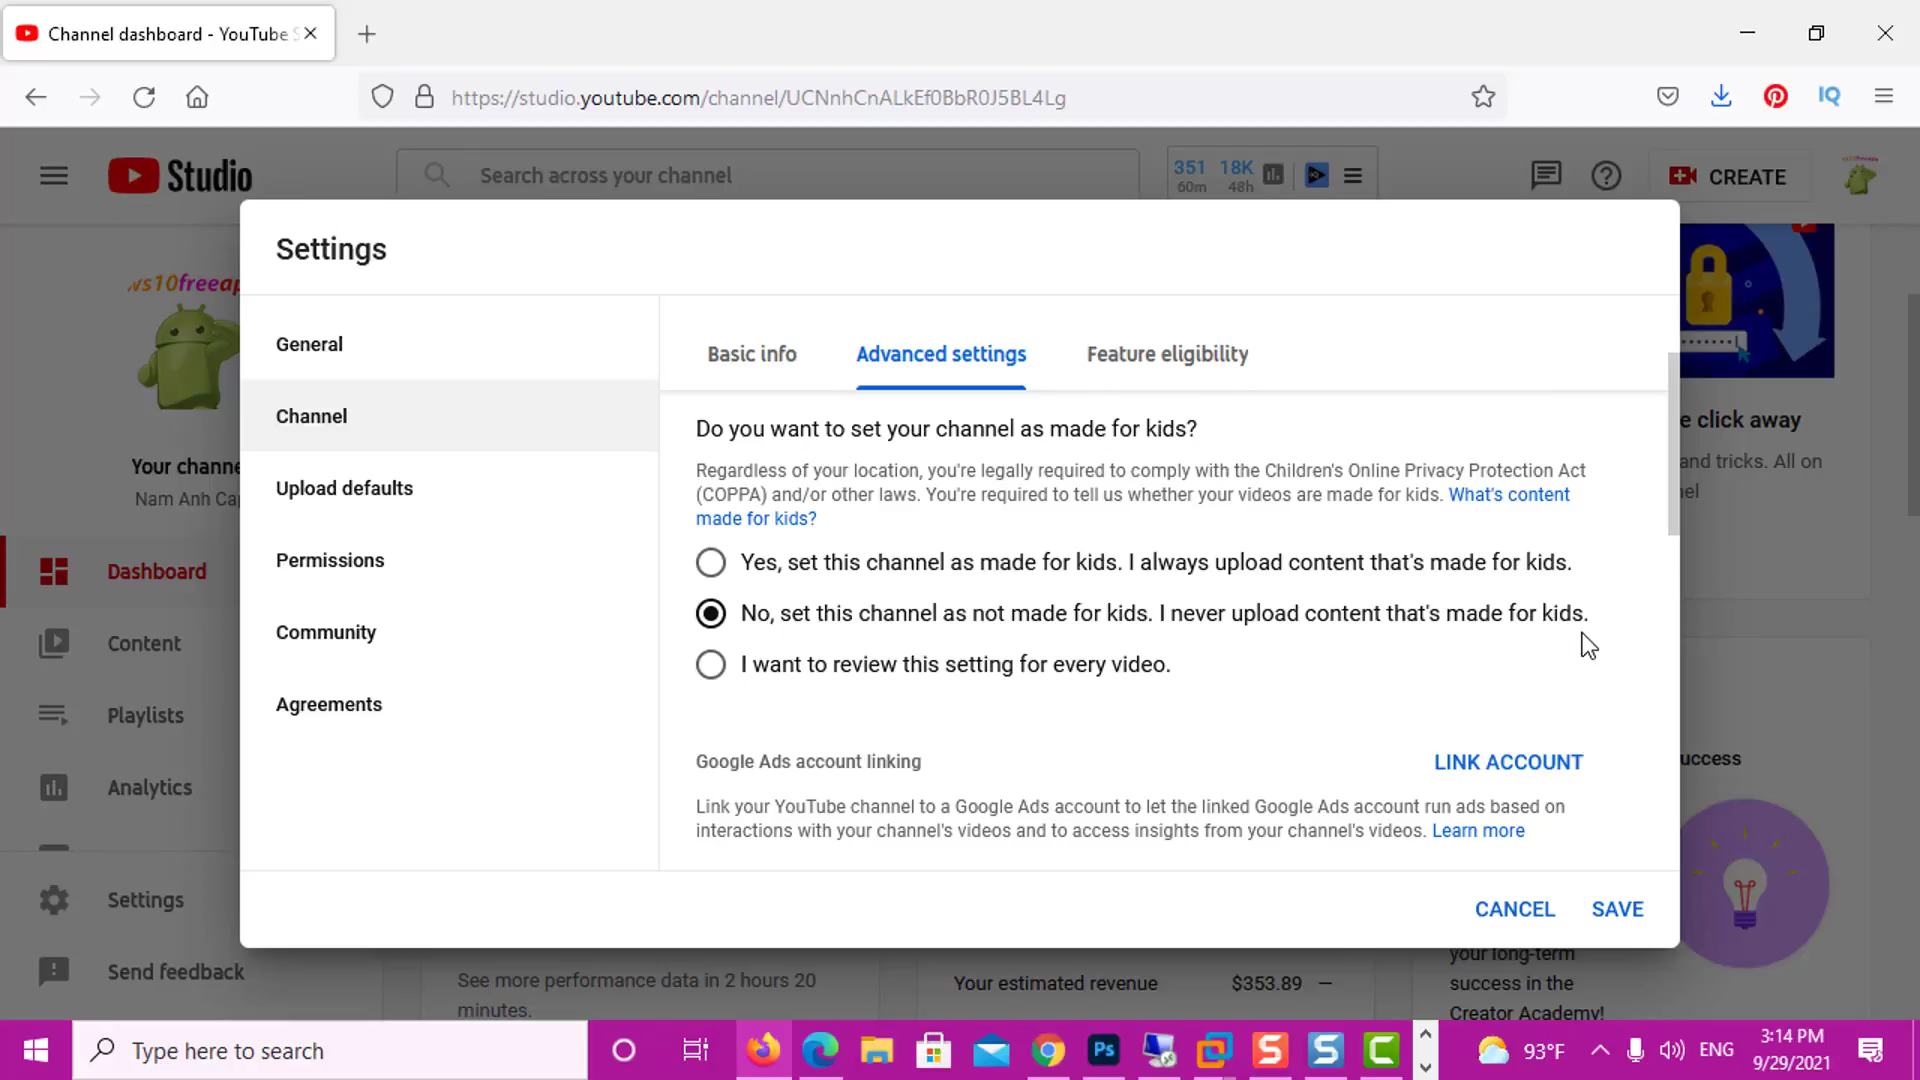 Channel dashboard - YouTube S
https://studio.youtube.com/channel/UCNnhCnALkEf0BbR0J5BL4Lg
IQ
Studio
Search across your channel
351 18K
60m 48h
CREATE
Settings
General
Channel
Upload defaults
Permissions
Community
Agreements
Basic info
Advanced settings
Feature eligibility
Do you want to set your channel as made for kids?
Regardless of your location, you're legally required to comply with the Children's Online Privacy Protection Act
(COPPA) and/or other laws. You're required to tell us whether your videos are made for kids. What's content
made for kids?
Yes, set this channel as made for kids. I always upload content that's made for kids.
No, set this channel as not made for kids. I never upload content that's made for kids.
I want to review this setting for every video.
Google Ads account linking
LINK ACCOUNT
Link your YouTube channel to a Google Ads account to let the linked Google Ads account run ads based on
interactions with your channel's videos and to access insights from your channel's videos. Learn more
CANCEL
SAVE
vs10freeap
Your channe
Nam Anh Cap
Dashboard
Content
Playlists
Analytics
Settings
Send feedback
See more performance data in 2 hours 20
minutes.
Your estimated revenue
$353.89
—
e click away
and tricks. All on
nel
uccess
your long-term
success in the
Creator Academy!
Type here to search
Ps
S
S
C
93°F
ENG
3:14 PM
9/29/2021